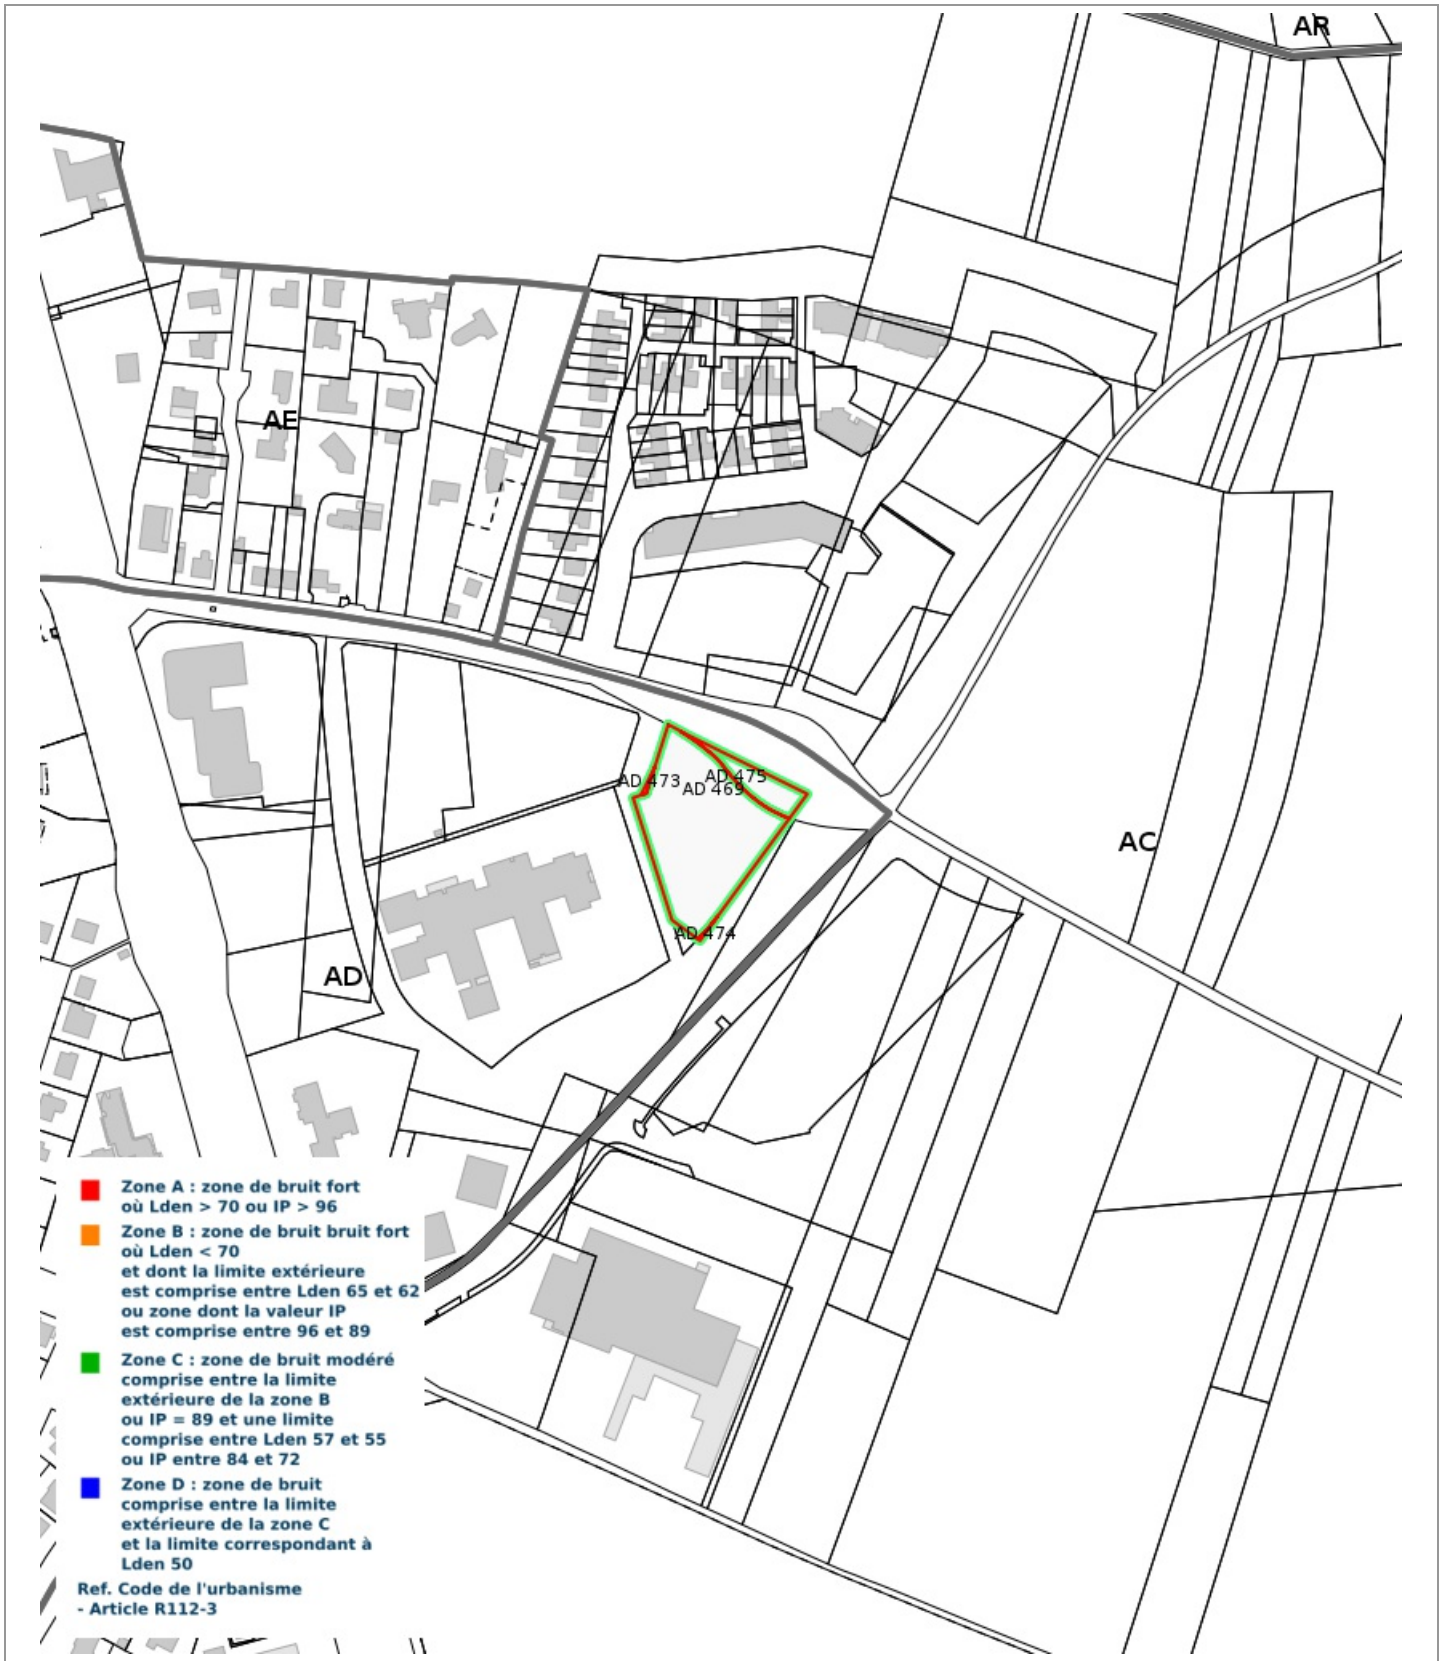 AR
AE
AD 473
AD 475
AD 469
AC
AD 474
AD
Zone A : zone de bruit fort
où Lden > 70 ou IP > 96
Zone B : zone de bruit bruit fort
où Lden < 70
et dont la limite extérieure
est comprise entre Lden 65 et 62
ou zone dont la valeur IP
est comprise entre 96 et 89
Zone C : zone de bruit modéré
comprise entre la limite
extérieure de la zone B
ou IP = 89 et une limite
comprise entre Lden 57 et 55
ou IP entre 84 et 72
Zone D : zone de bruit
comprise entre la limite
extérieure de la zone C
et la limite correspondant à
Lden 50
Ref. Code de l'urbanisme
- Article R112-3